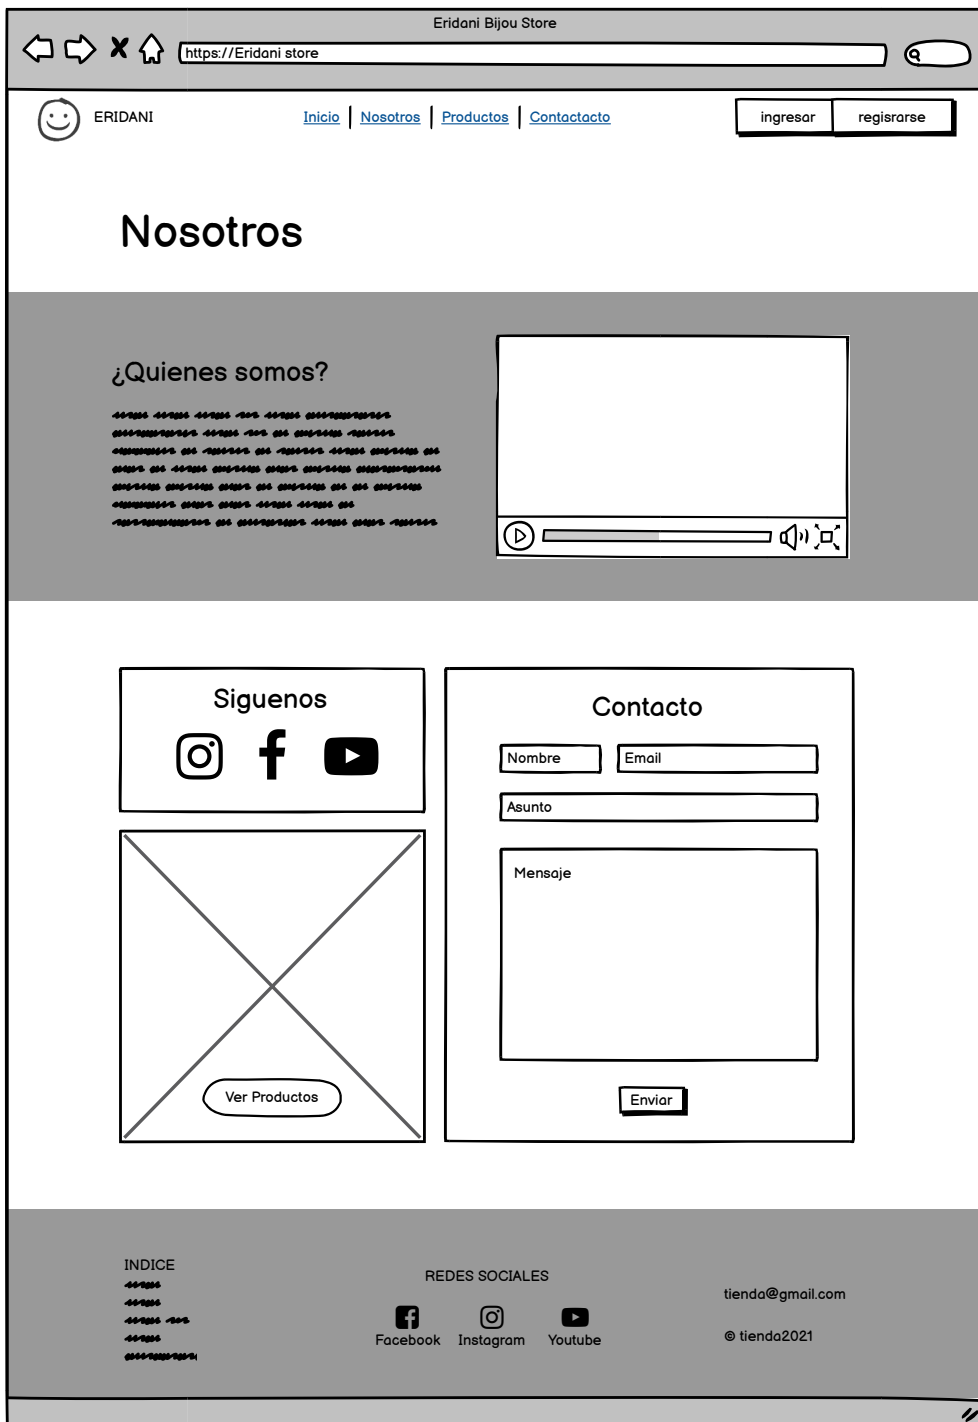 Eridani Bijou Store
https://Eridani store
ERIDANI
Inicio
Nosotros
Productos
Contactacto
ingresar
regisrarse
Nosotros
¿Quienes somos?
Siguenos
Contacto
Nombre
Email
Asunto
Mensaje
Ver Productos
Enviar
INDICE
REDES SOCIALES
Facebook
Instagram
Youtube
tienda@gmail.com
© tienda2021